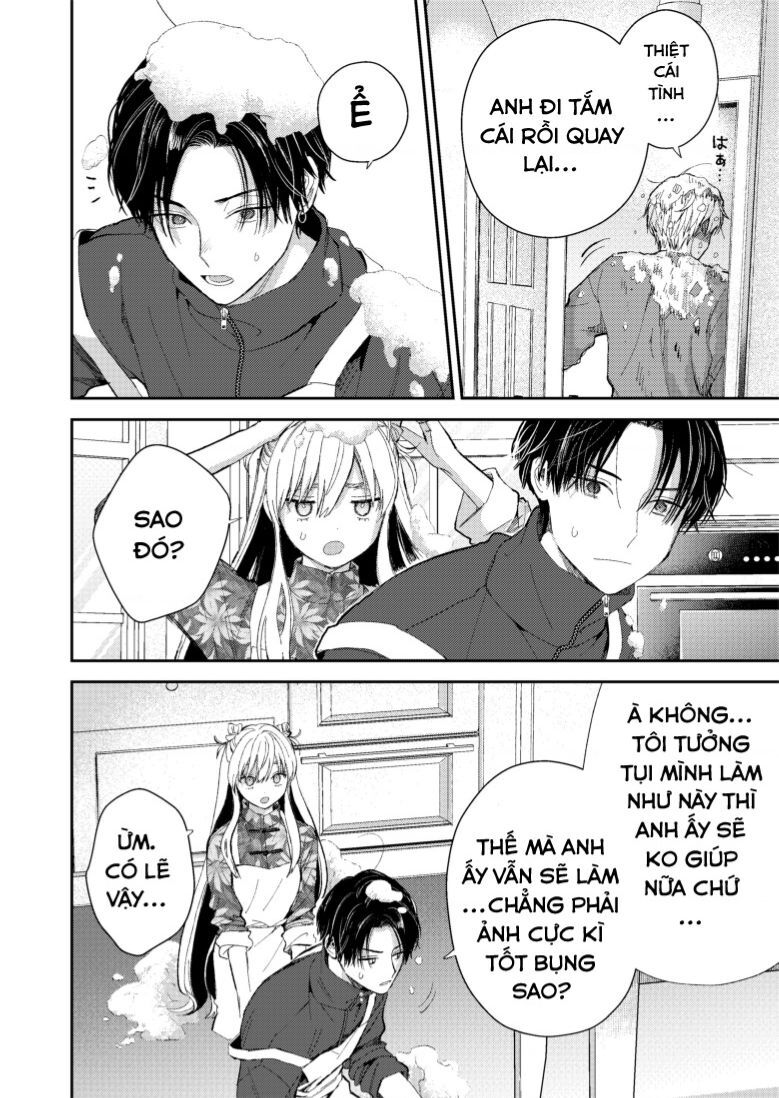 THIỆT
CÁI
TÌNH
...
ANH ĐI TẮM
CÁI RỒI QUAY
LẠI...
はぁ...
Ể
SAO
ĐÓ?
À KHÔNG...
TÔI TƯỞNG
TỤI MÌNH LÀM
NHƯ NÀY THÌ
ANH ẤY SẼ
KO GIÚP
NỮA CHỨ
...
THẾ MÀ ANH
ẤY VẪN SẼ LÀM
...CHẲNG PHẢI
ẢNH CỰC KÌ
TỐT BỤNG
SAO?
ỪM.
CÓ LẼ
VẬY...